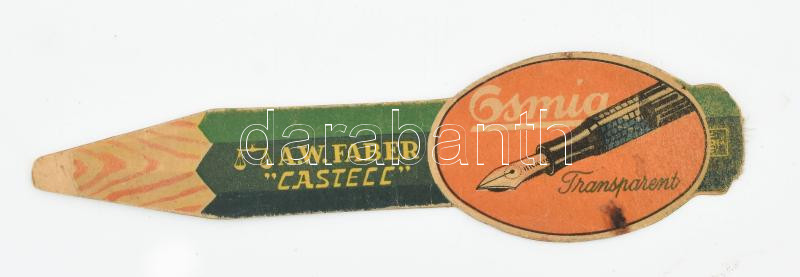 A.W. FABER
"CASTELL"
Osmia
Transparent
darabanth